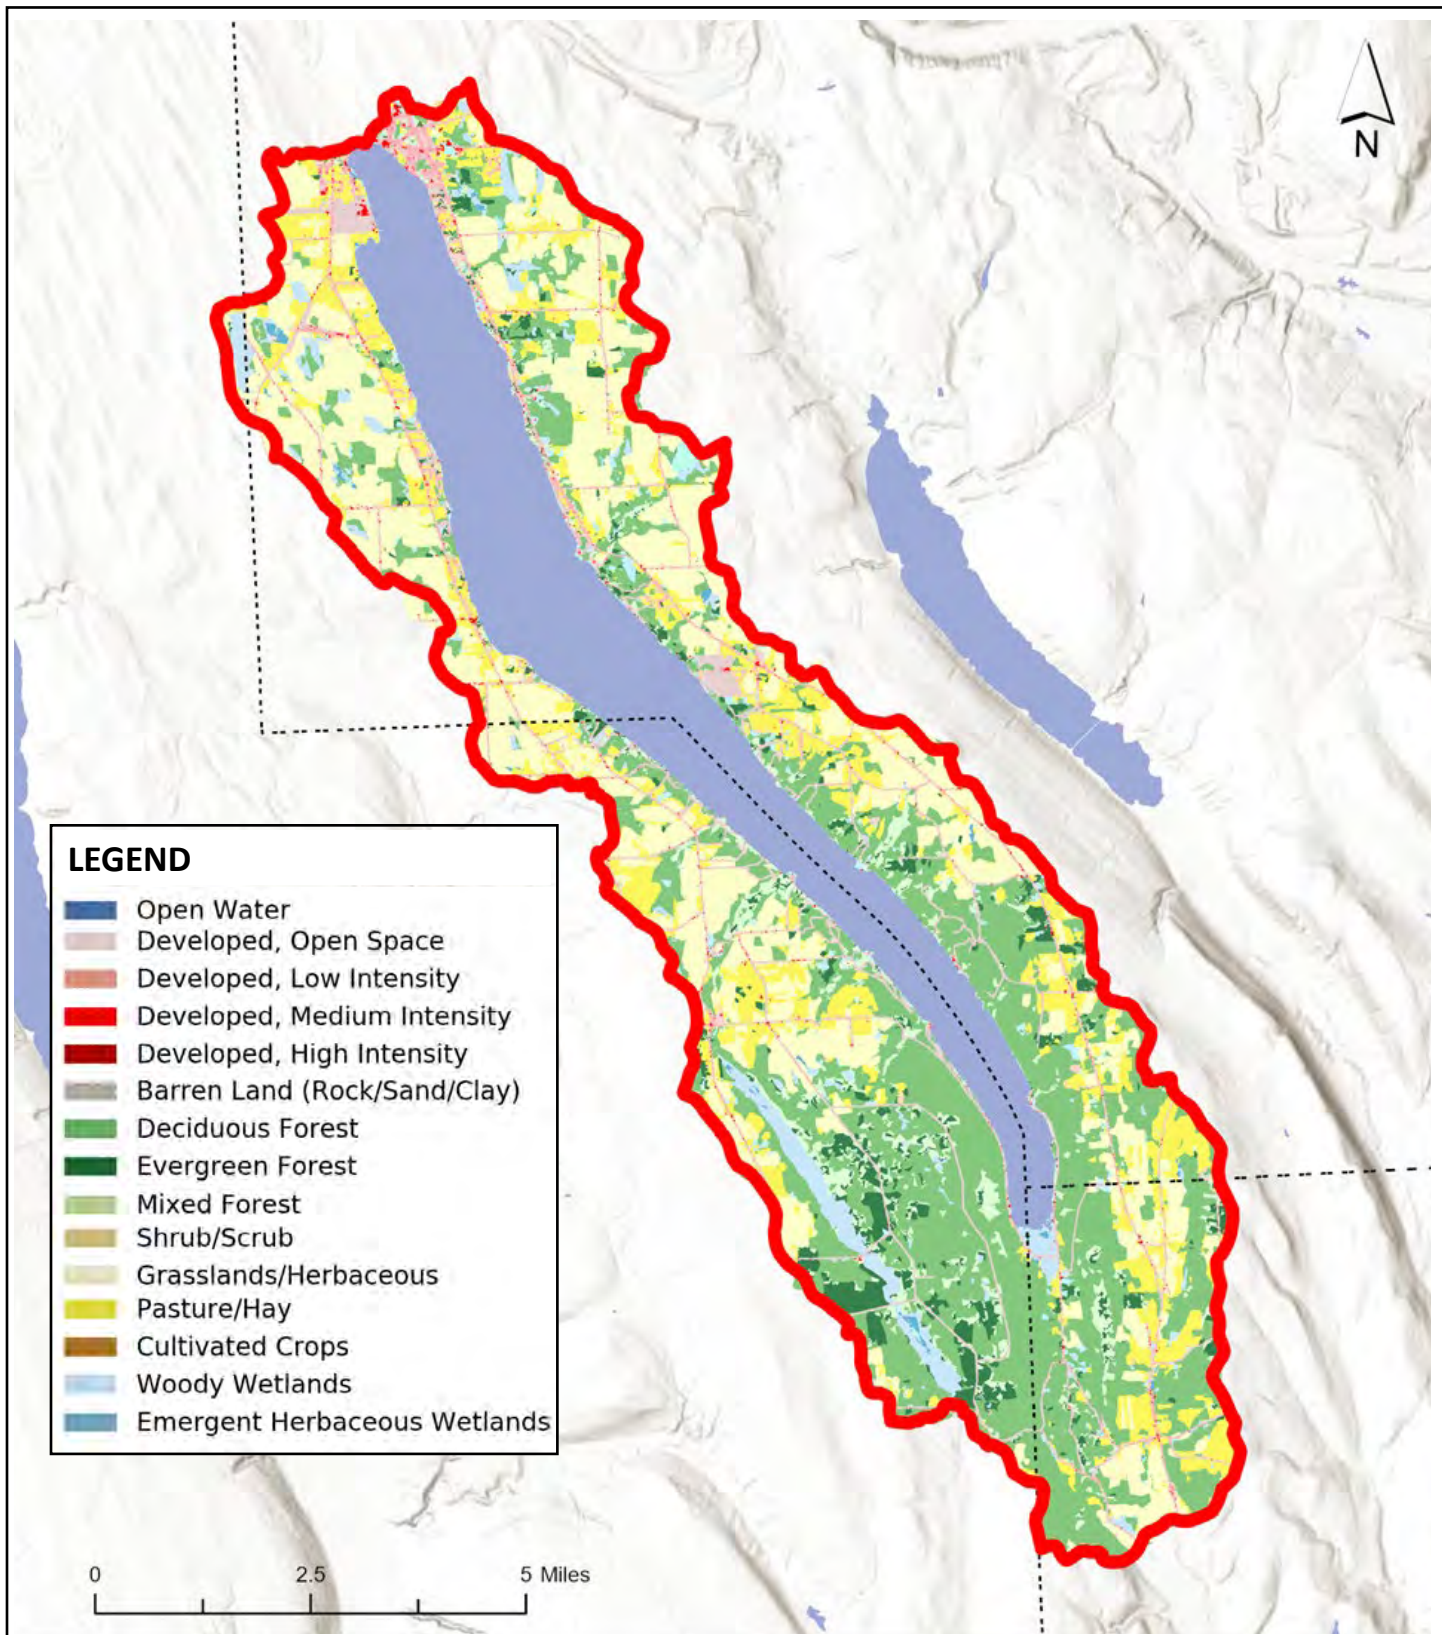 N
LEGEND
Open Water
Developed, Open Space
Developed, Low Intensity
Developed, Medium Intensity
Developed, High Intensity
Barren Land (Rock/Sand/Clay)
Deciduous Forest
Evergreen Forest
Mixed Forest
Shrub/Scrub
Grasslands/Herbaceous
Pasture/Hay
Cultivated Crops
Woody Wetlands
Emergent Herbaceous Wetlands
0 2.5 5 Miles